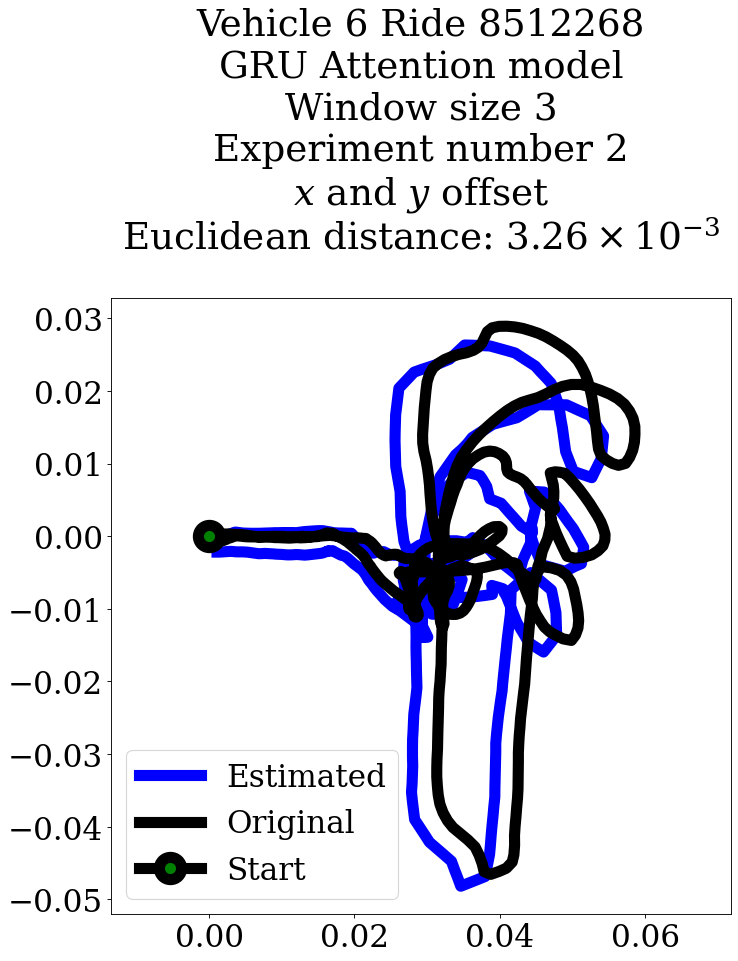 Vehicle 6 Ride 8512268
GRU Attention model
Window size 3
Experiment number 2
x and y offset
Euclidean distance: 3.26 × 10⁻³
0.03
0.02
0.01
0.00
−0.01
−0.02
−0.03
−0.04
−0.05
Estimated
Original
Start
0.00 0.02 0.04 0.06